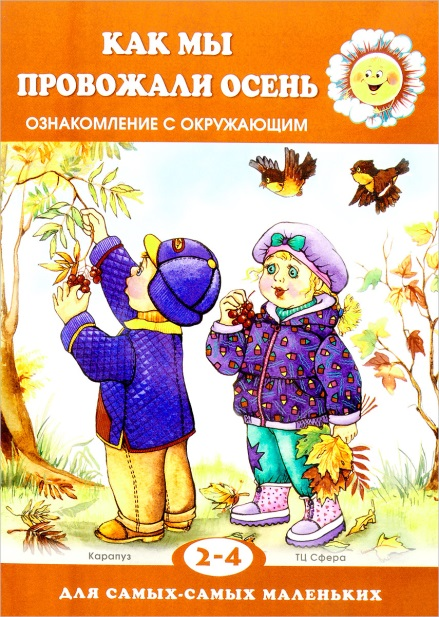 КАК МЫ
ПРОВОЖАЛИ ОСЕНЬ
ОЗНАКОМЛЕНИЕ С ОКРУЖАЮЩИМ
Карапуз
2-4
ТЦ Сфера
ДЛЯ САМЫХ-САМЫХ МАЛЕНЬКИХ